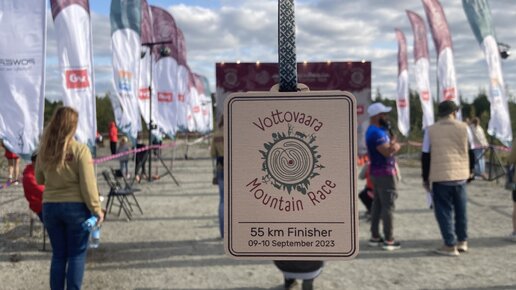 Vottovaara
Mountain Race
55 km Finisher
09-10 September 2023